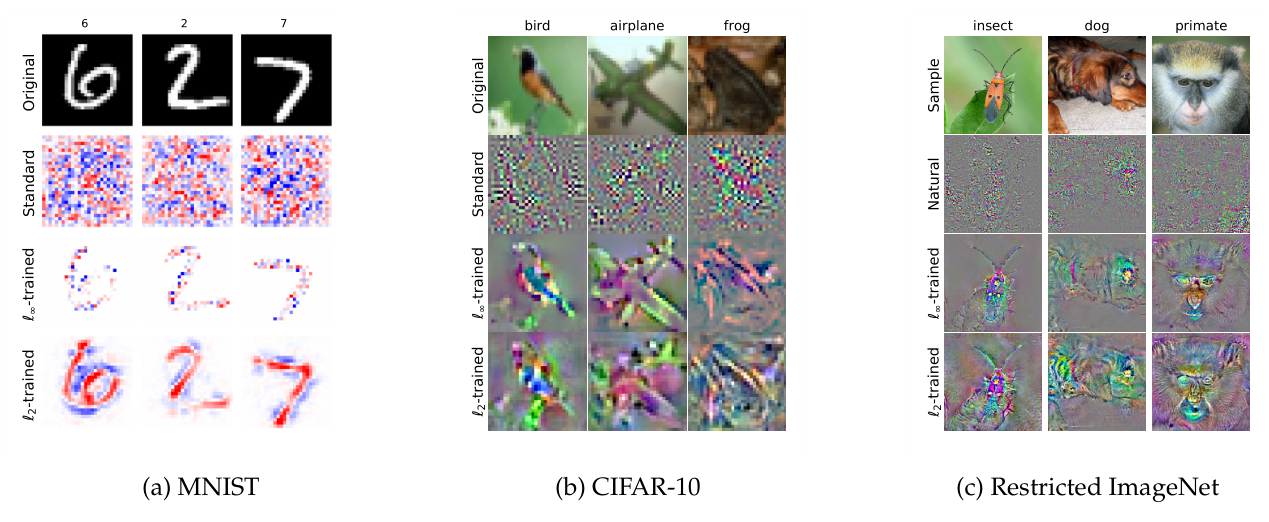 6 2 7
Original
Standard
ℓ∞-trained
ℓ2-trained
(a) MNIST
bird airplane frog
Original
Standard
ℓ∞-trained
ℓ2-trained
(b) CIFAR-10
insect dog primate
Sample
Natural
ℓ∞-trained
ℓ2-trained
(c) Restricted ImageNet